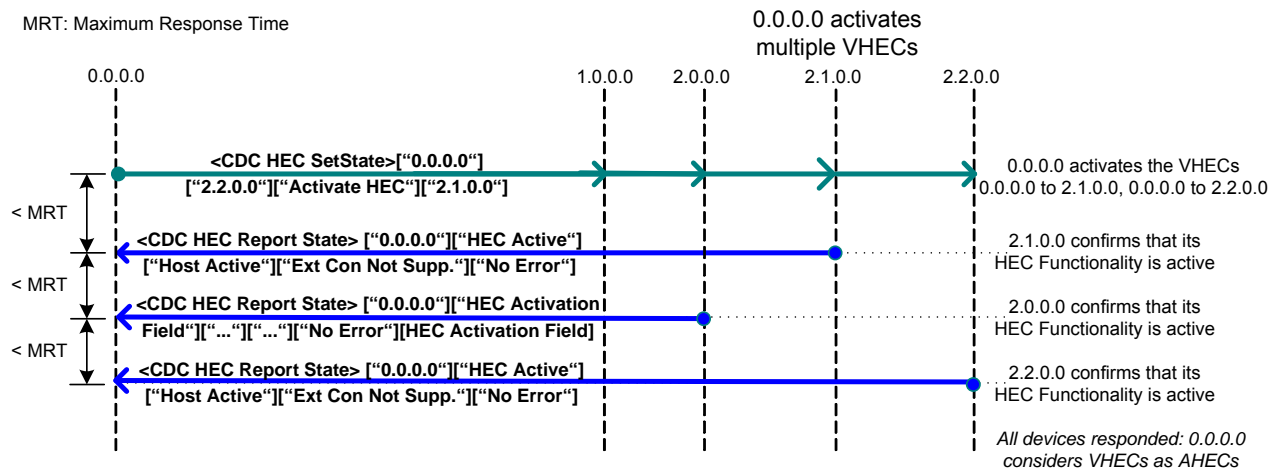 MRT: Maximum Response Time
0.0.0.0 activates
multiple VHECs
0.0.0.0
1.0.0.0
2.0.0.0
2.1.0.0
2.2.0.0
<CDC HEC SetState>[“0.0.0.0“]
[“2.2.0.0“][“Activate HEC“][“2.1.0.0“]
0.0.0.0 activates the VHECs
0.0.0.0 to 2.1.0.0, 0.0.0.0 to 2.2.0.0
< MRT
<CDC HEC Report State> [“0.0.0.0“][“HEC Active“]
[“Host Active“][“Ext Con Not Supp.“][“No Error“]
2.1.0.0 confirms that its
HEC Functionality is active
< MRT
<CDC HEC Report State> [“0.0.0.0“][“HEC Activation
Field“][“...“][“...“][“No Error“][HEC Activation Field]
2.0.0.0 confirms that its
HEC Functionality is active
< MRT
<CDC HEC Report State> [“0.0.0.0“][“HEC Active“]
[“Host Active“][“Ext Con Not Supp.“][“No Error“]
2.2.0.0 confirms that its
HEC Functionality is active
All devices responded: 0.0.0.0
considers VHECs as AHECs